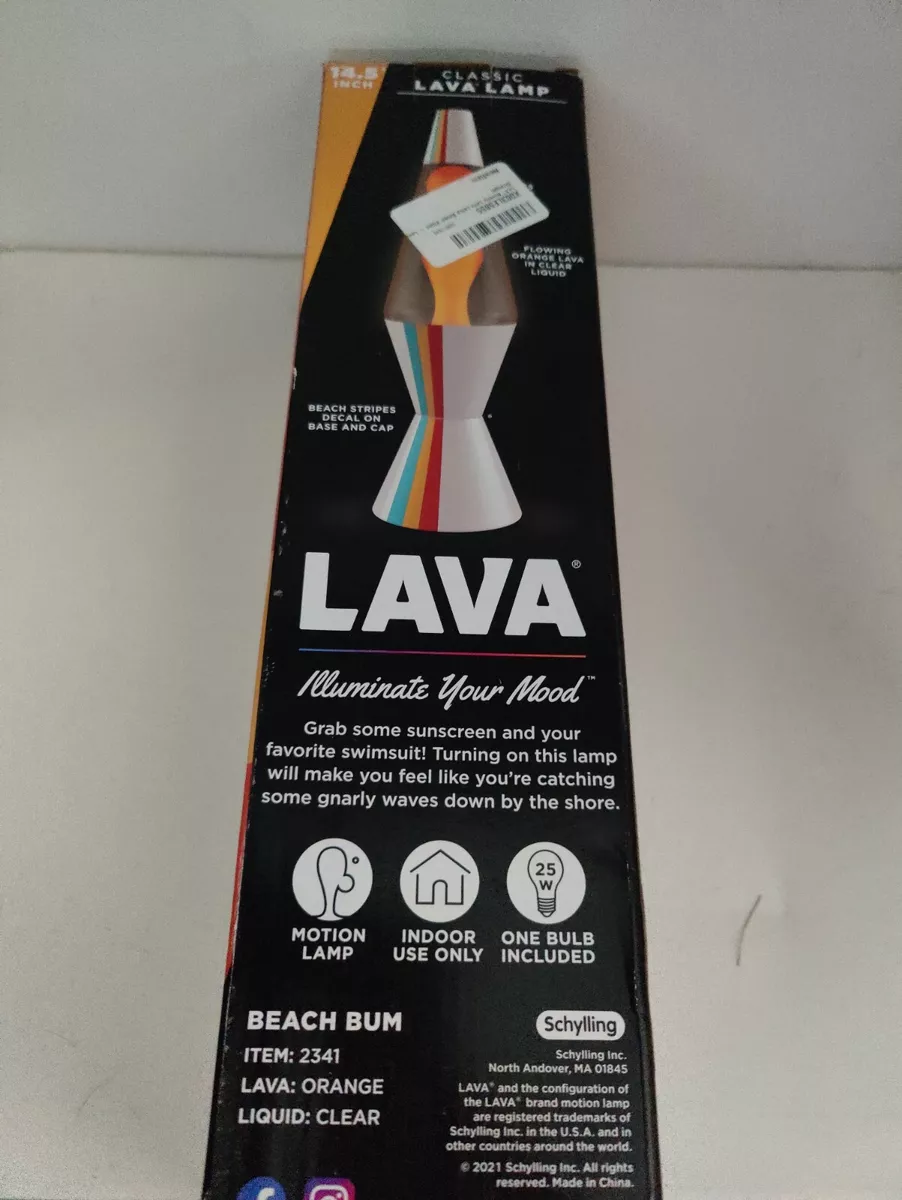 14.5
INCH
CLASSIC
LAVA LAMP
FLOWING
ORANGE LAVA
IN CLEAR
LIQUID
BEACH STRIPES
DECAL ON
BASE AND CAP
LAVA®
Illuminate Your Mood™
Grab some sunscreen and your
favorite swimsuit! Turning on this lamp
will make you feel like you're catching
some gnarly waves down by the shore.
25
W
MOTION
LAMP
INDOOR
USE ONLY
ONE BULB
INCLUDED
BEACH BUM
ITEM: 2341
LAVA: ORANGE
LIQUID: CLEAR
Schylling
Schylling Inc.
North Andover, MA 01845
LAVA® and the configuration of
the LAVA® brand motion lamp
are registered trademarks of
Schylling Inc. in the U.S.A. and in
other countries around the world.
© 2021 Schylling Inc. All rights
reserved. Made in China.